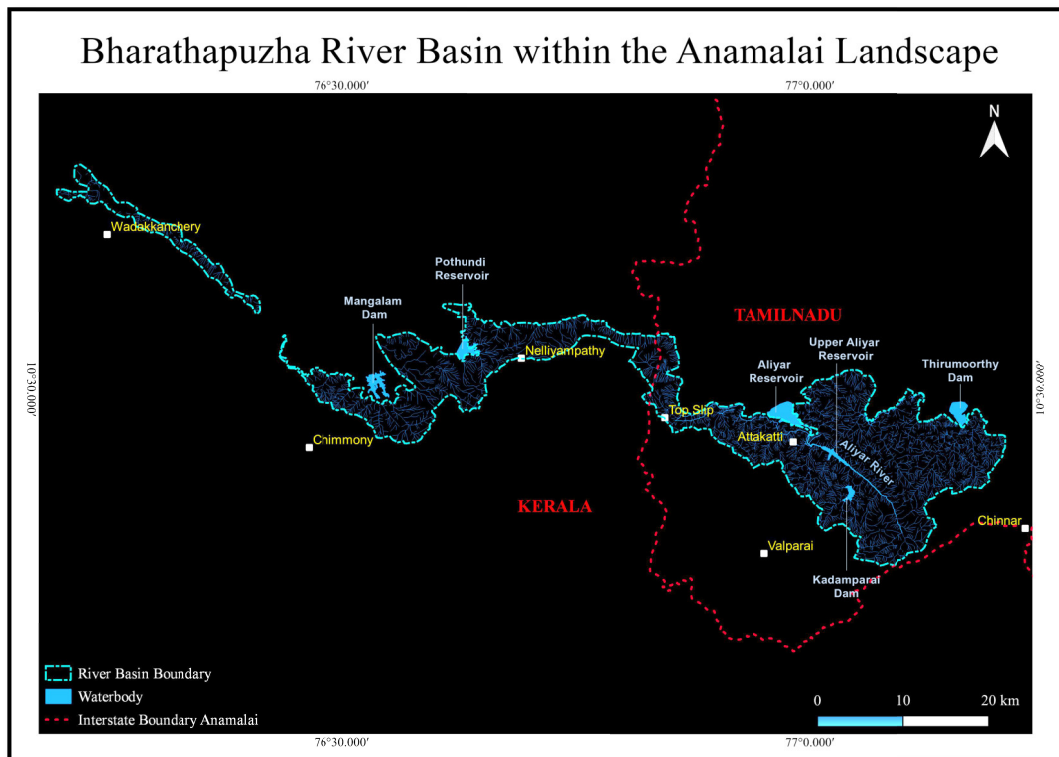 Bharathapuzha River Basin within the Anamalai Landscape
76°30.000′
77°0.000′
N
Wadakkanchery
Pothundi
Reservoir
Mangalam
Dam
TAMILNADU
Upper Aliyar
Reservoir
Aliyar
Reservoir
Thirumoorthy
Dam
Nelliyampathy
10°30.000′
10°30.000′
Top Slip
Chimmony
Attakatti
Aliyar River
KERALA
Chinnar
Valparai
Kadamparai
Dam
River Basin Boundary
Waterbody
Interstate Boundary Anamalai
0 10 20 km
76°30.000′
77°0.000′